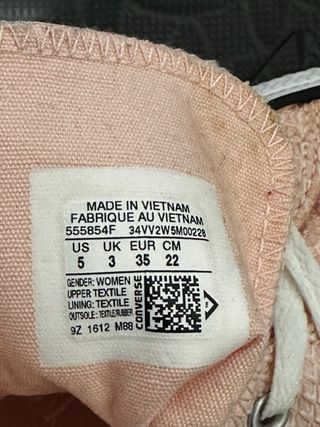 MADE IN VIETNAM
FABRIQUE AU VIETNAM
555854F 34VV2W5M00228
US UK EUR CM
5 3 35 22
GENDER: WOMEN
UPPER TEXTILE
LINING: TEXTILE
OUTSOLE: TEXTILE/RUBBER
9Z 1612 M88
CONVERSE